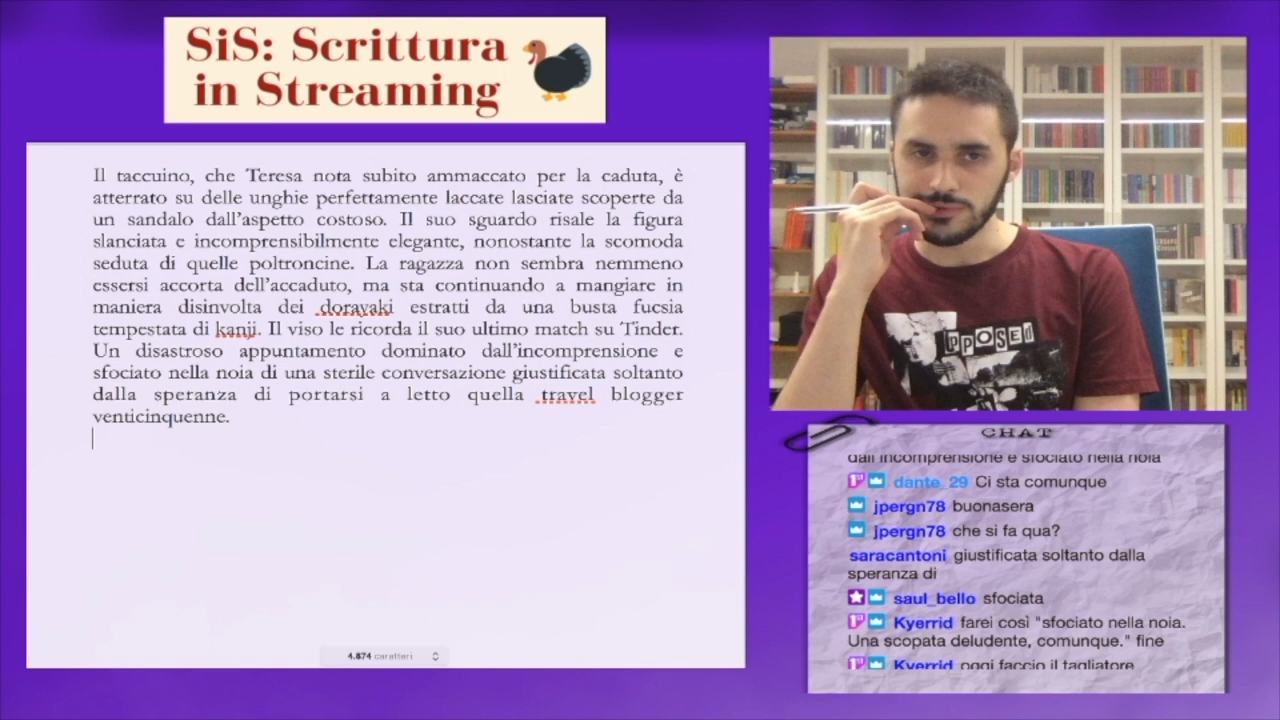 SiS: Scrittura
in Streaming
Il taccuino, che Teresa nota subito ammaccato per la caduta, è
atterrato su delle unghie perfettamente laccate lasciate scoperte da
un sandalo dall'aspetto costoso. Il suo sguardo risale la figura
slanciata e incomprensibilmente elegante, nonostante la scomoda
seduta di quelle poltroncine. La ragazza non sembra nemmeno
essersi accorta dell'accaduto, ma sta continuando a mangiare in
maniera disinvolta dei dorayaki estratti da una busta fucsia
tempestata di kanji. Il viso le ricorda il suo ultimo match su Tinder.
Un disastroso appuntamento dominato dall'incomprensione e
sfociato nella noia di una sterile conversazione giustificata soltanto
dalla speranza di portarsi a letto quella travel blogger
venticinquenne.
4.874 caratteri
OPPOSED
CHAT
dall'incomprensione e sfociato nella noia
dante_29 Ci sta comunque
jpergn78 buonasera
jpergn78 che si fa qua?
saracantoni giustificata soltanto dalla
speranza di
saul_bello sfociata
Kyerrid farei così "sfociato nella noia.
Una scopata deludente, comunque." fine
Kyerrid oggi faccio il tagliatore